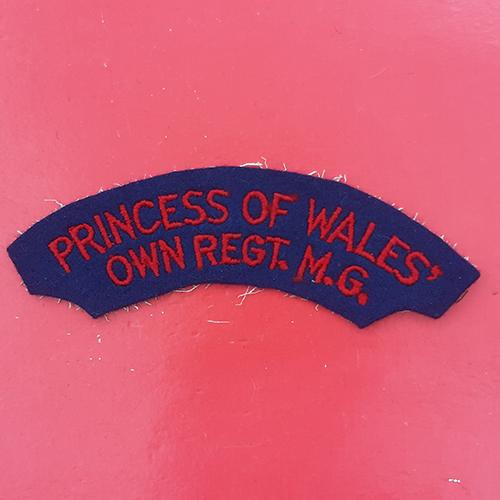 PRINCESS OF WALES'
OWN REGT. M.G.